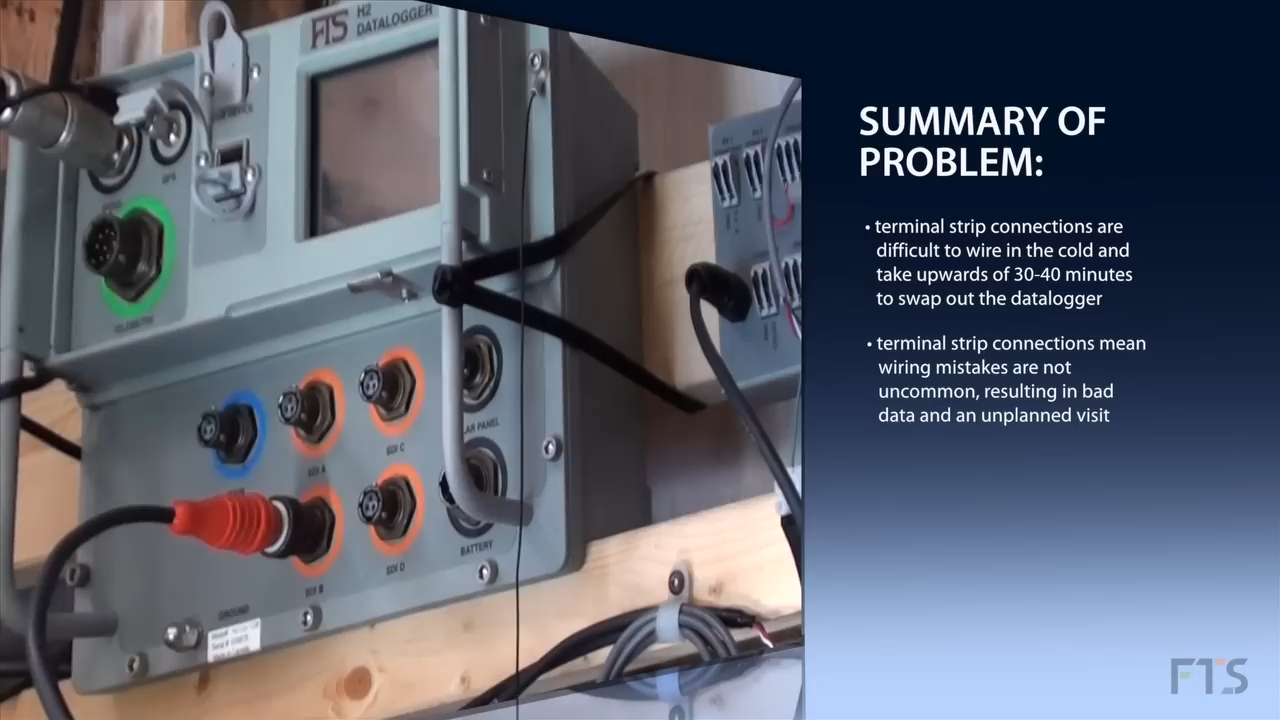 FTS H2
DATALOGGER
GPS
TELEMETRY
SDI A
SDI C
SDI B
SDI D
BATTERY
GROUND
SUMMARY OF
PROBLEM:
• terminal strip connections are
difficult to wire in the cold and
take upwards of 30-40 minutes
to swap out the datalogger
• terminal strip connections mean
wiring mistakes are not
uncommon, resulting in bad
data and an unplanned visit
FTS